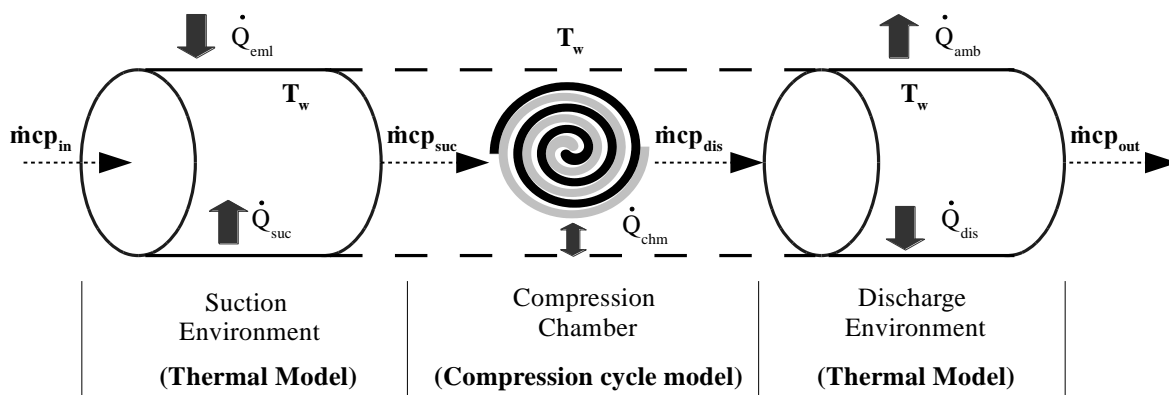 Q̇eml
Tw
Q̇amb
Tw
Tw
ṁcpin
ṁcpsuc
ṁcpdis
ṁcpout
Q̇suc
Q̇chm
Q̇dis
Suction
Environment
(Thermal Model)
Compression
Chamber
(Compression cycle model)
Discharge
Environment
(Thermal Model)